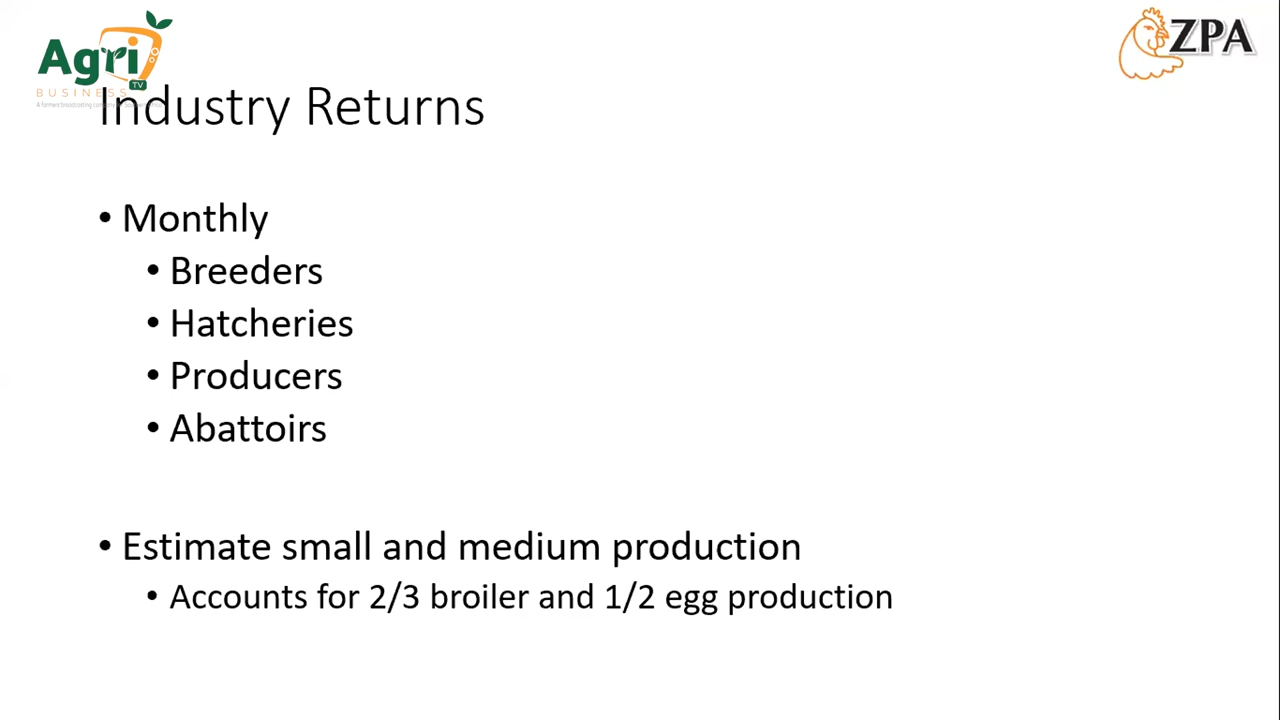 Agri
BUSINESS TV
ZPA
Industry Returns
• Monthly
• Breeders
• Hatcheries
• Producers
• Abattoirs
• Estimate small and medium production
• Accounts for 2/3 broiler and 1/2 egg production